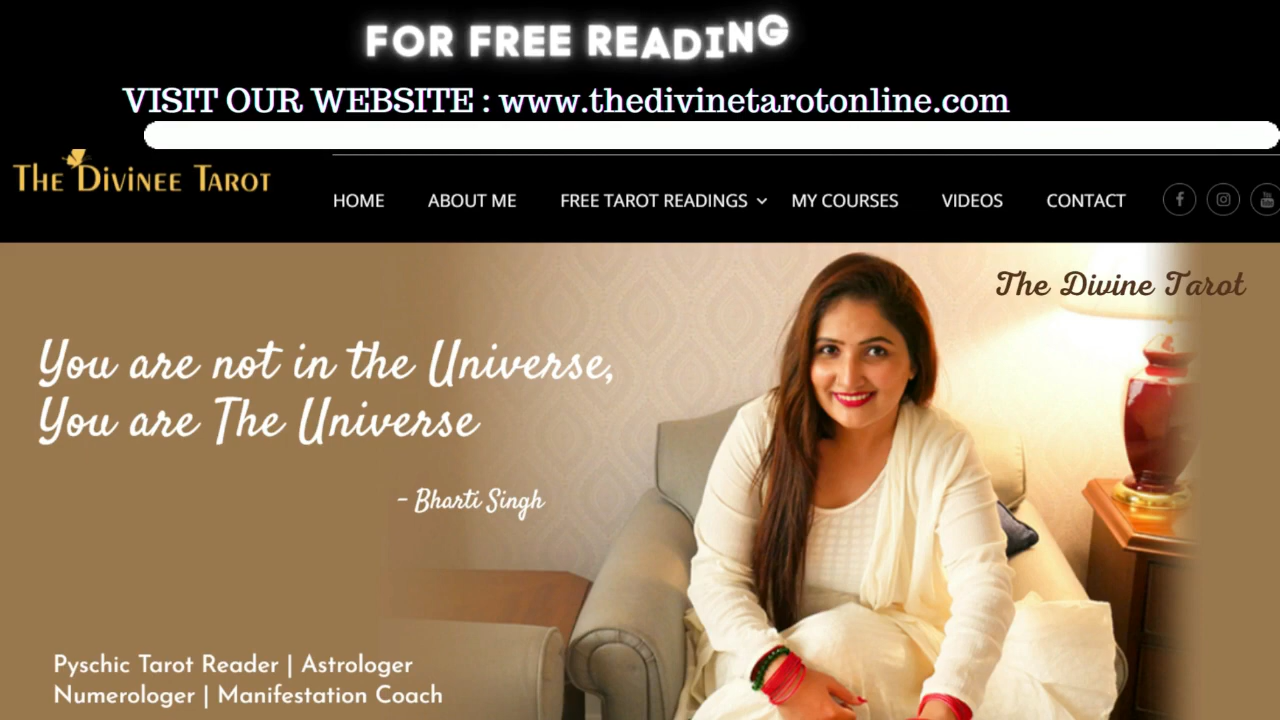 FOR FREE READING
VISIT OUR WEBSITE : www.thedivinetarotonline.com
THE DIVINEE TAROT
HOME ABOUT ME FREE TAROT READINGS MY COURSES VIDEOS CONTACT
The Divine Tarot
You are not in the Universe,
You are The Universe
- Bharti Singh
Pyschic Tarot Reader | Astrologer
Numerologer | Manifestation Coach